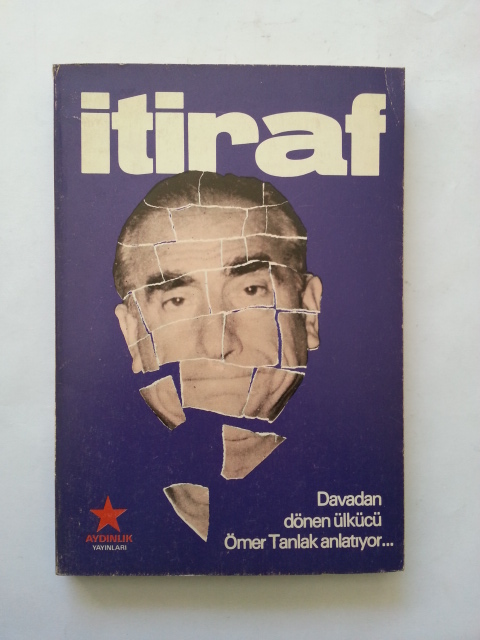 itiraf
Davadan
dönen ülkücü
Ömer Tanlak anlatıyor...
AYDINLIK
YAYINLARI